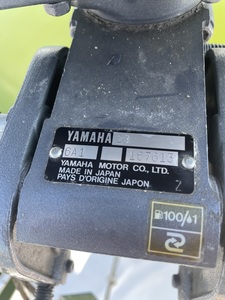 YAMAHA
6A1
YAMAHA MOTOR CO., LTD.
MADE IN JAPAN
PAYS D'ORIGINE JAPON Z
100/1